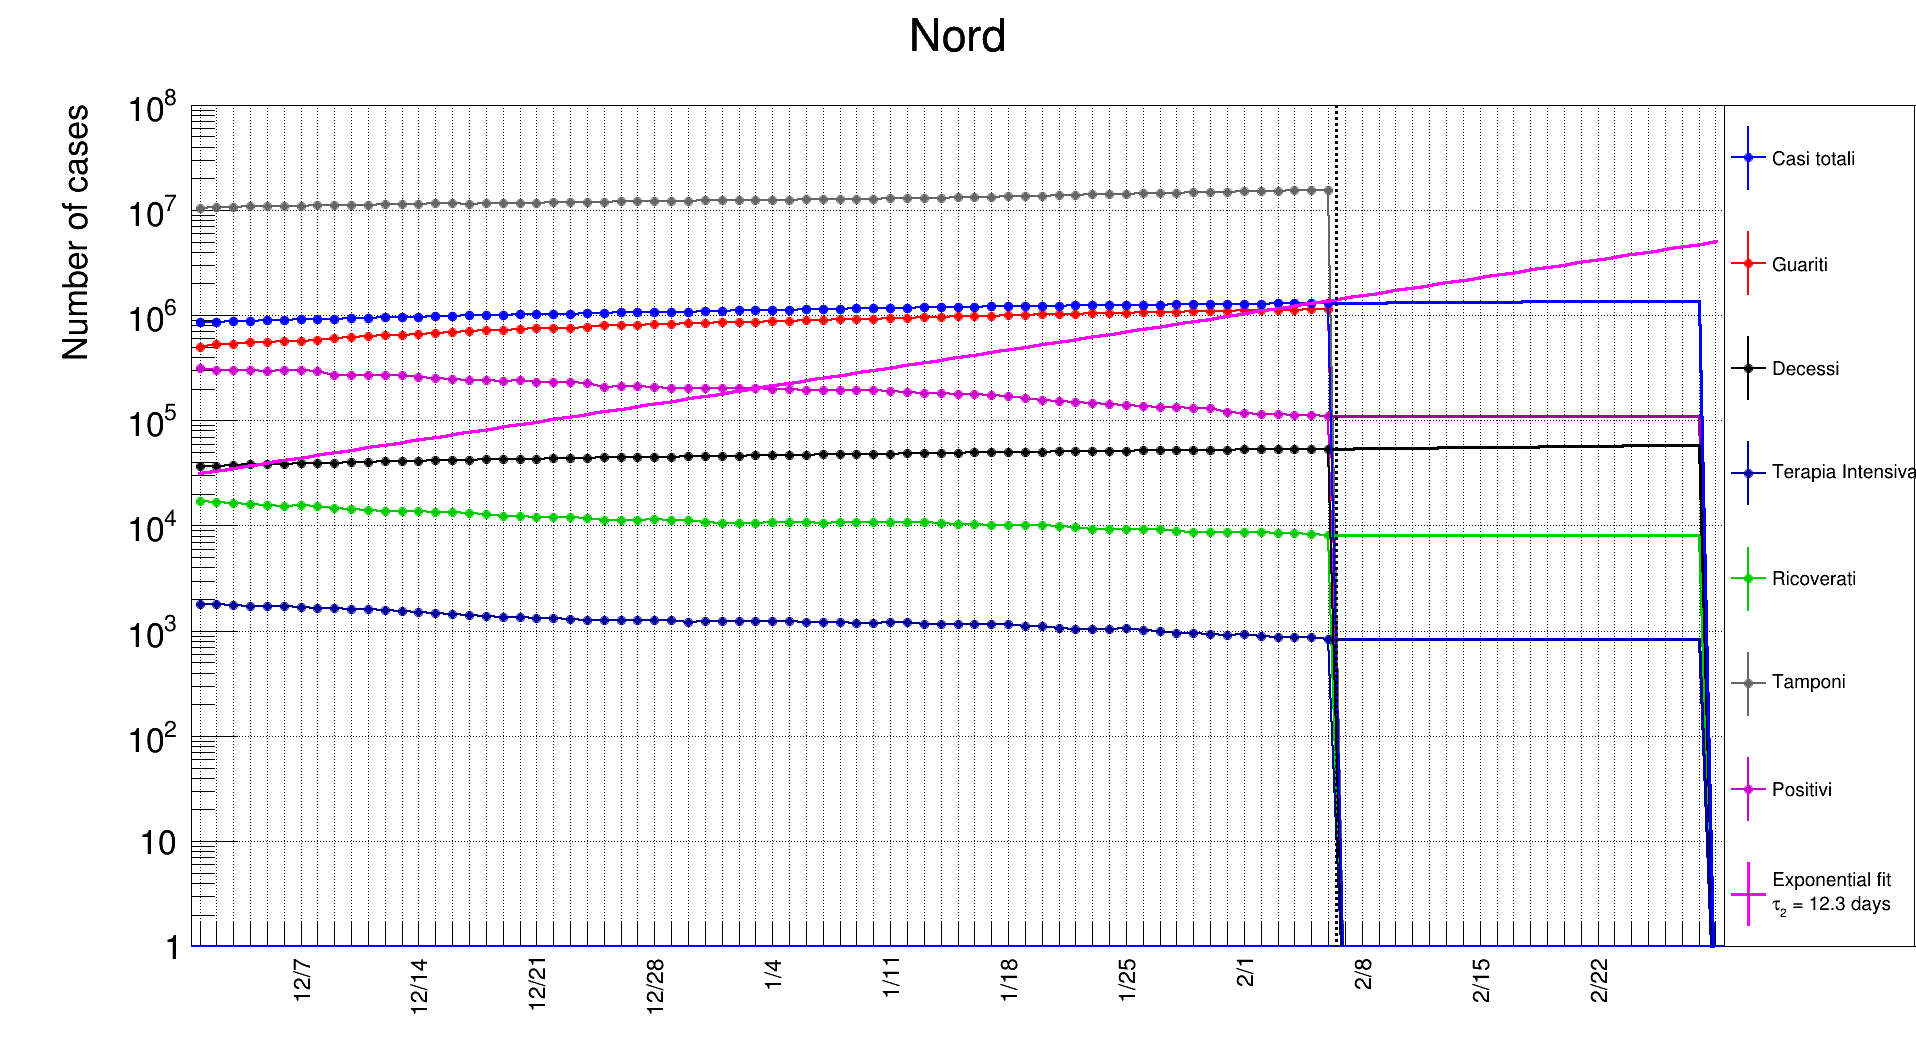 Nord
Number of cases
10^8
10^7
10^6
10^5
10^4
10^3
10^2
10
1
12/7
12/14
12/21
12/28
1/4
1/11
1/18
1/25
2/1
2/8
2/15
2/22
Casi totali
Guariti
Decessi
Terapia Intensiva
Ricoverati
Tamponi
Positivi
Exponential fit
τ_2 = 12.3 days